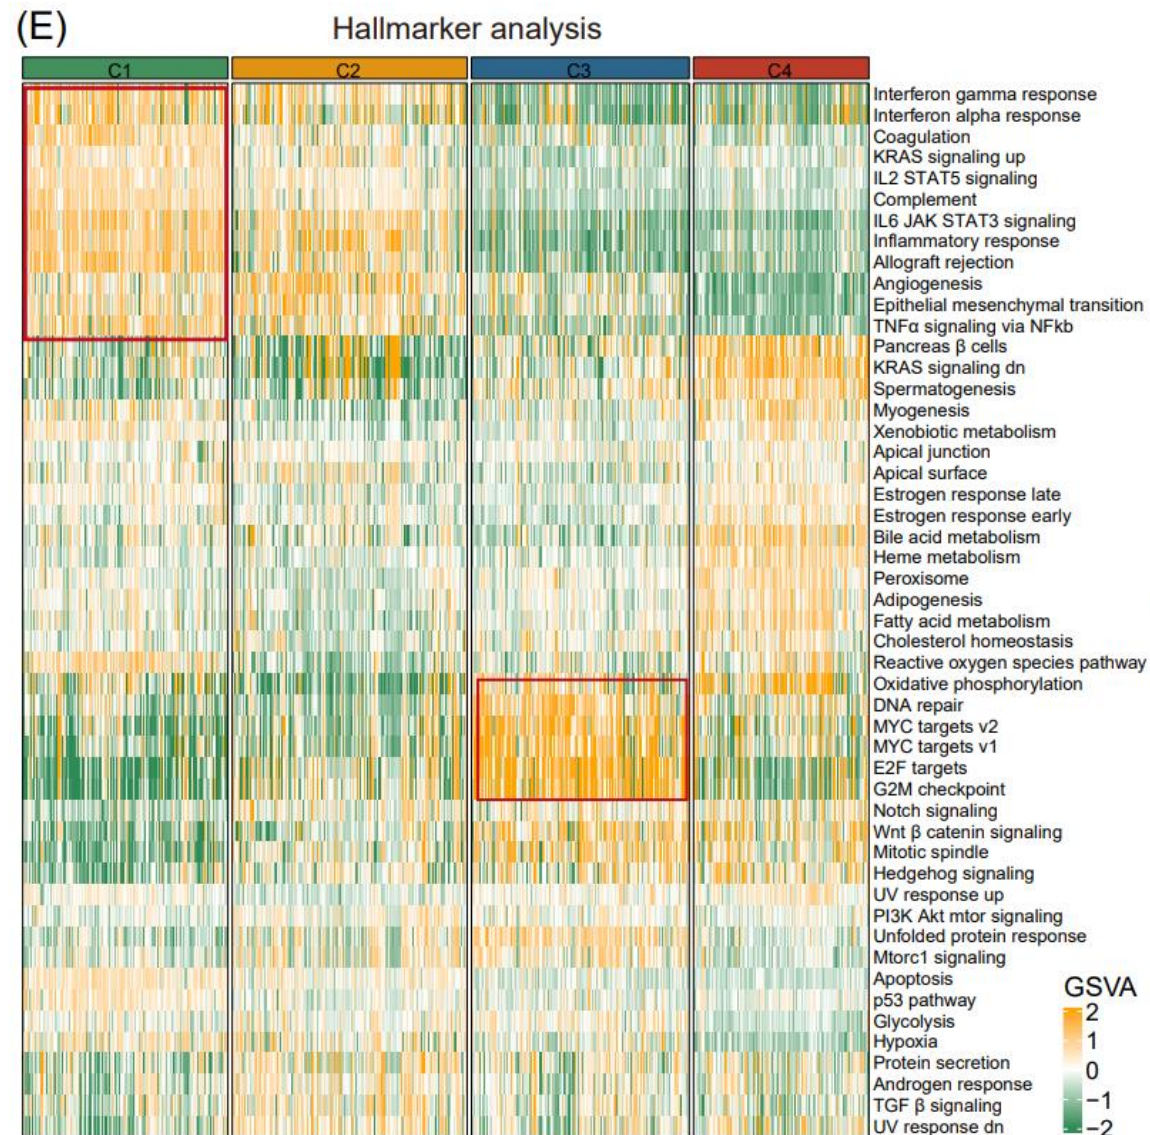 (E)
Hallmarker analysis
C1 C2 C3 C4
Interferon gamma response
Interferon alpha response
Coagulation
KRAS signaling up
IL2 STAT5 signaling
Complement
IL6 JAK STAT3 signaling
Inflammatory response
Allograft rejection
Angiogenesis
Epithelial mesenchymal transition
TNFα signaling via NFkb
Pancreas β cells
KRAS signaling dn
Spermatogenesis
Myogenesis
Xenobiotic metabolism
Apical junction
Apical surface
Estrogen response late
Estrogen response early
Bile acid metabolism
Heme metabolism
Peroxisome
Adipogenesis
Fatty acid metabolism
Cholesterol homeostasis
Reactive oxygen species pathway
Oxidative phosphorylation
DNA repair
MYC targets v2
MYC targets v1
E2F targets
G2M checkpoint
Notch signaling
Wnt β catenin signaling
Mitotic spindle
Hedgehog signaling
UV response up
PI3K Akt mtor signaling
Unfolded protein response
Mtorc1 signaling
Apoptosis
p53 pathway
Glycolysis
Hypoxia
Protein secretion
Androgen response
TGF β signaling
UV response dn
GSVA
2
1
0
−1
−2